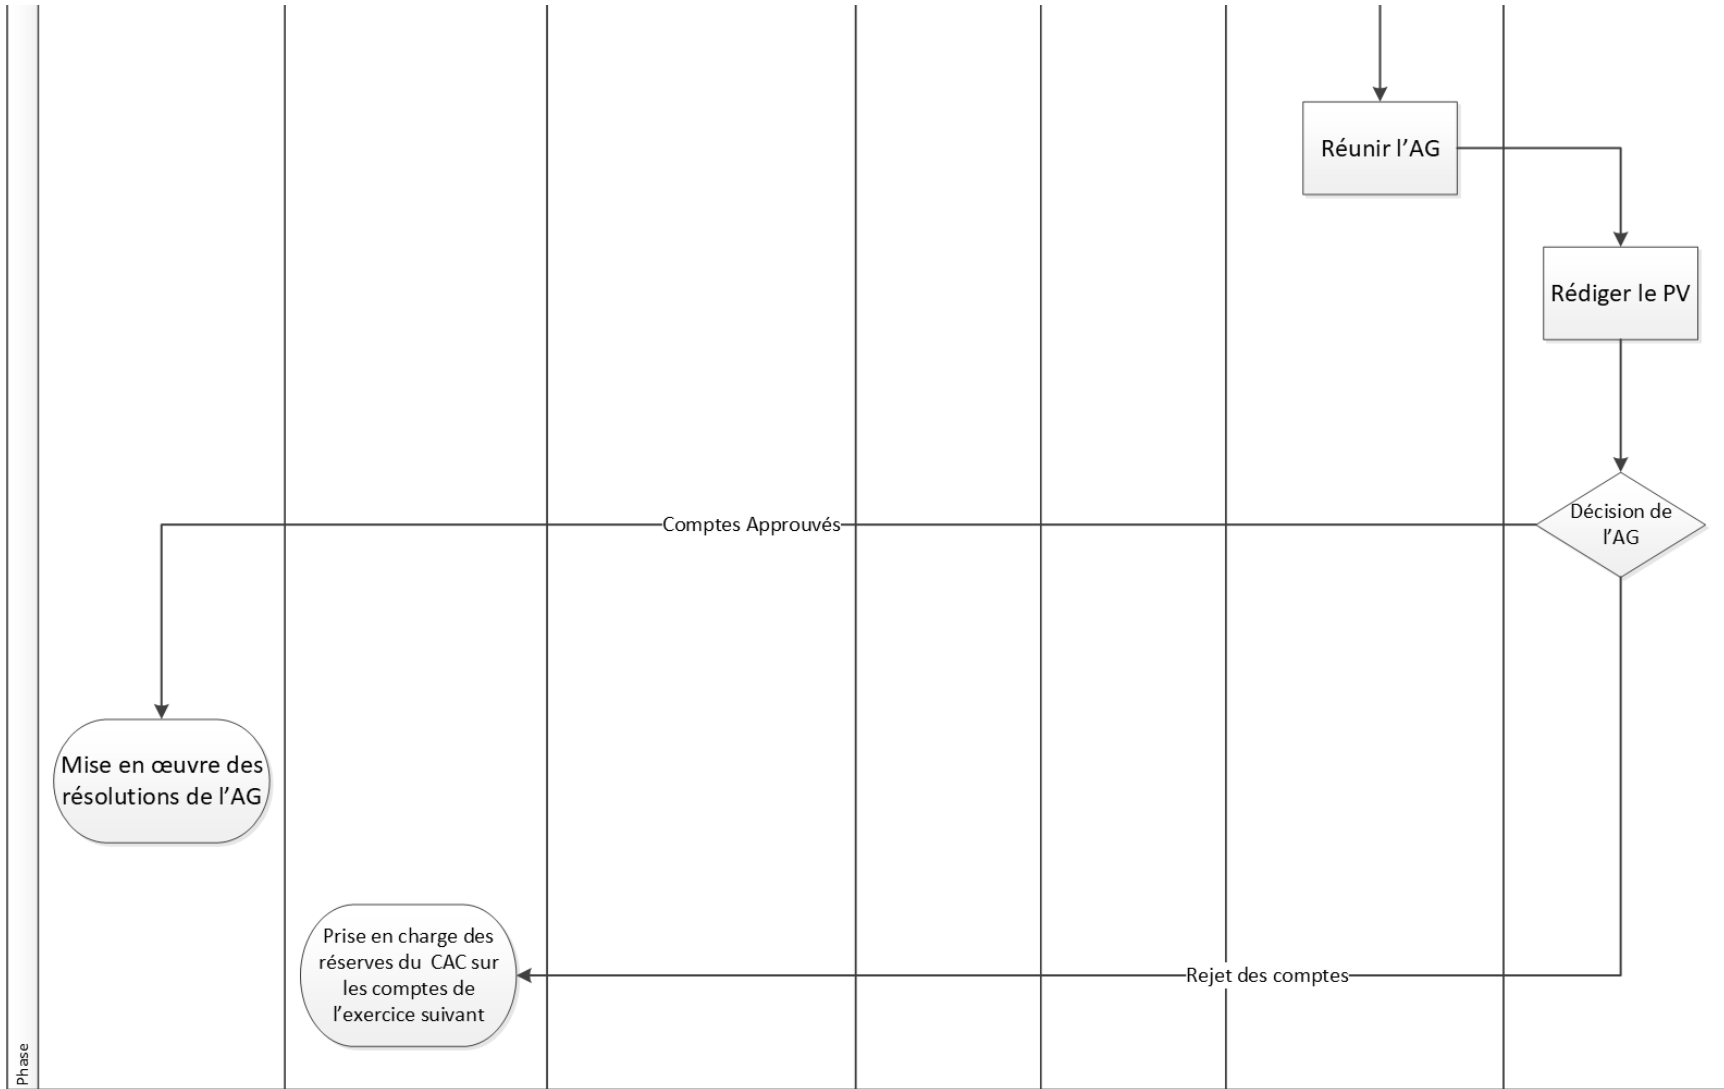 Réunir l’AG
Rédiger le PV
Décision de
l’AG
Comptes Approuvés
Mise en œuvre des
résolutions de l’AG
Prise en charge des
réserves du CAC sur
les comptes de
l’exercice suivant
Rejet des comptes
Phase